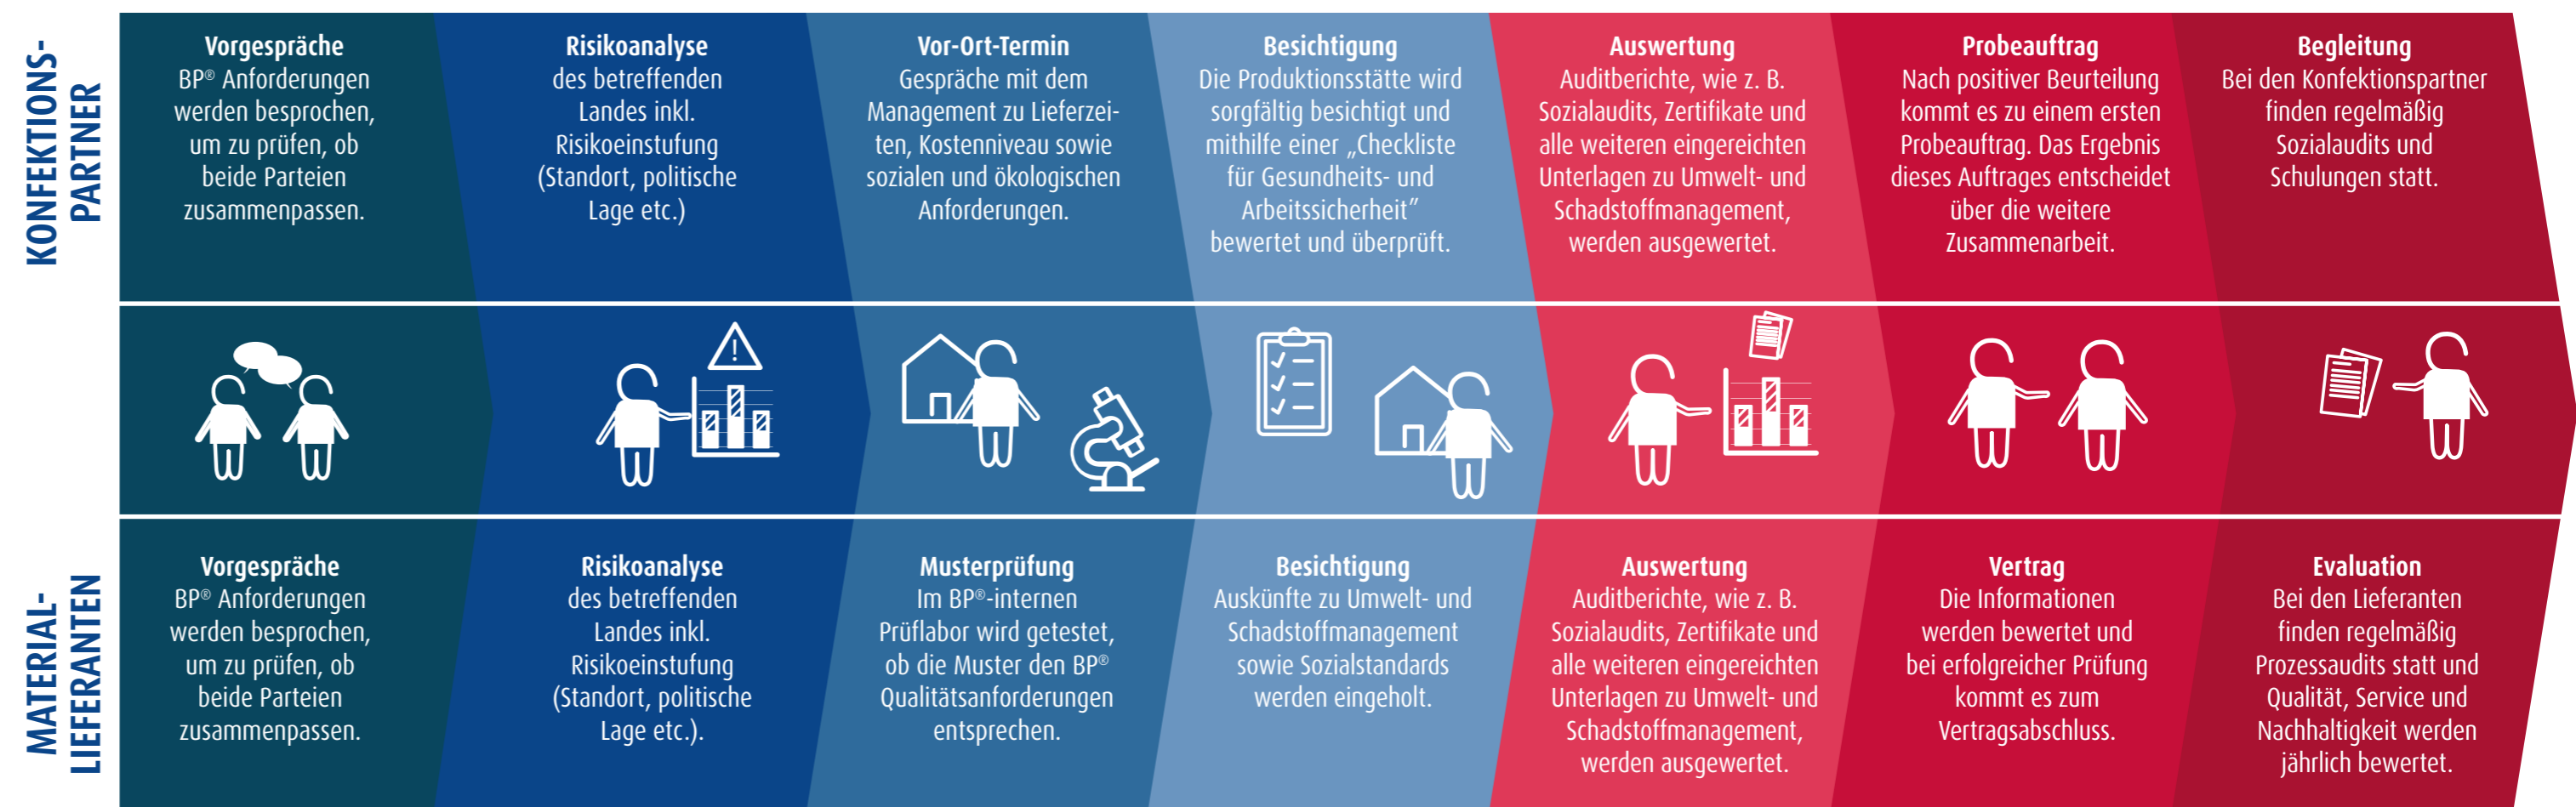 KONFEKTIONS-
PARTNER
Vorgespräche
BP® Anforderungen
werden besprochen,
um zu prüfen, ob
beide Parteien
zusammenpassen.
Risikoanalyse
des betreffenden
Landes inkl.
Risikoeinstufung
(Standort, politische
Lage etc.)
Vor-Ort-Termin
Gespräche mit dem
Management zu Lieferzei-
ten, Kostenniveau sowie
sozialen und ökologischen
Anforderungen.
Besichtigung
Die Produktionsstätte wird
sorgfältig besichtigt und
mithilfe einer „Checkliste
für Gesundheits- und
Arbeitssicherheit”
bewertet und überprüft.
Auswertung
Auditberichte, wie z. B.
Sozialaudits, Zertifikate und
alle weiteren eingereichten
Unterlagen zu Umwelt- und
Schadstoffmanagement,
werden ausgewertet.
Probeauftrag
Nach positiver Beurteilung
kommt es zu einem ersten
Probeauftrag. Das Ergebnis
dieses Auftrages entscheidet
über die weitere
Zusammenarbeit.
Begleitung
Bei den Konfektionspartner
finden regelmäßig
Sozialaudits und
Schulungen statt.
MATERIAL-
LIEFERANTEN
Vorgespräche
BP® Anforderungen
werden besprochen,
um zu prüfen, ob
beide Parteien
zusammenpassen.
Risikoanalyse
des betreffenden
Landes inkl.
Risikoeinstufung
(Standort, politische
Lage etc.).
Musterprüfung
Im BP®-internen
Prüflabor wird getestet,
ob die Muster den BP®
Qualitätsanforderungen
entsprechen.
Besichtigung
Auskünfte zu Umwelt- und
Schadstoffmanagement
sowie Sozialstandards
werden eingeholt.
Auswertung
Auditberichte, wie z. B.
Sozialaudits, Zertifikate und
alle weiteren eingereichten
Unterlagen zu Umwelt- und
Schadstoffmanagement,
werden ausgewertet.
Vertrag
Die Informationen
werden bewertet und
bei erfolgreicher Prüfung
kommt es zum
Vertragsabschluss.
Evaluation
Bei den Lieferanten
finden regelmäßig
Prozessaudits statt und
Qualität, Service und
Nachhaltigkeit werden
jährlich bewertet.